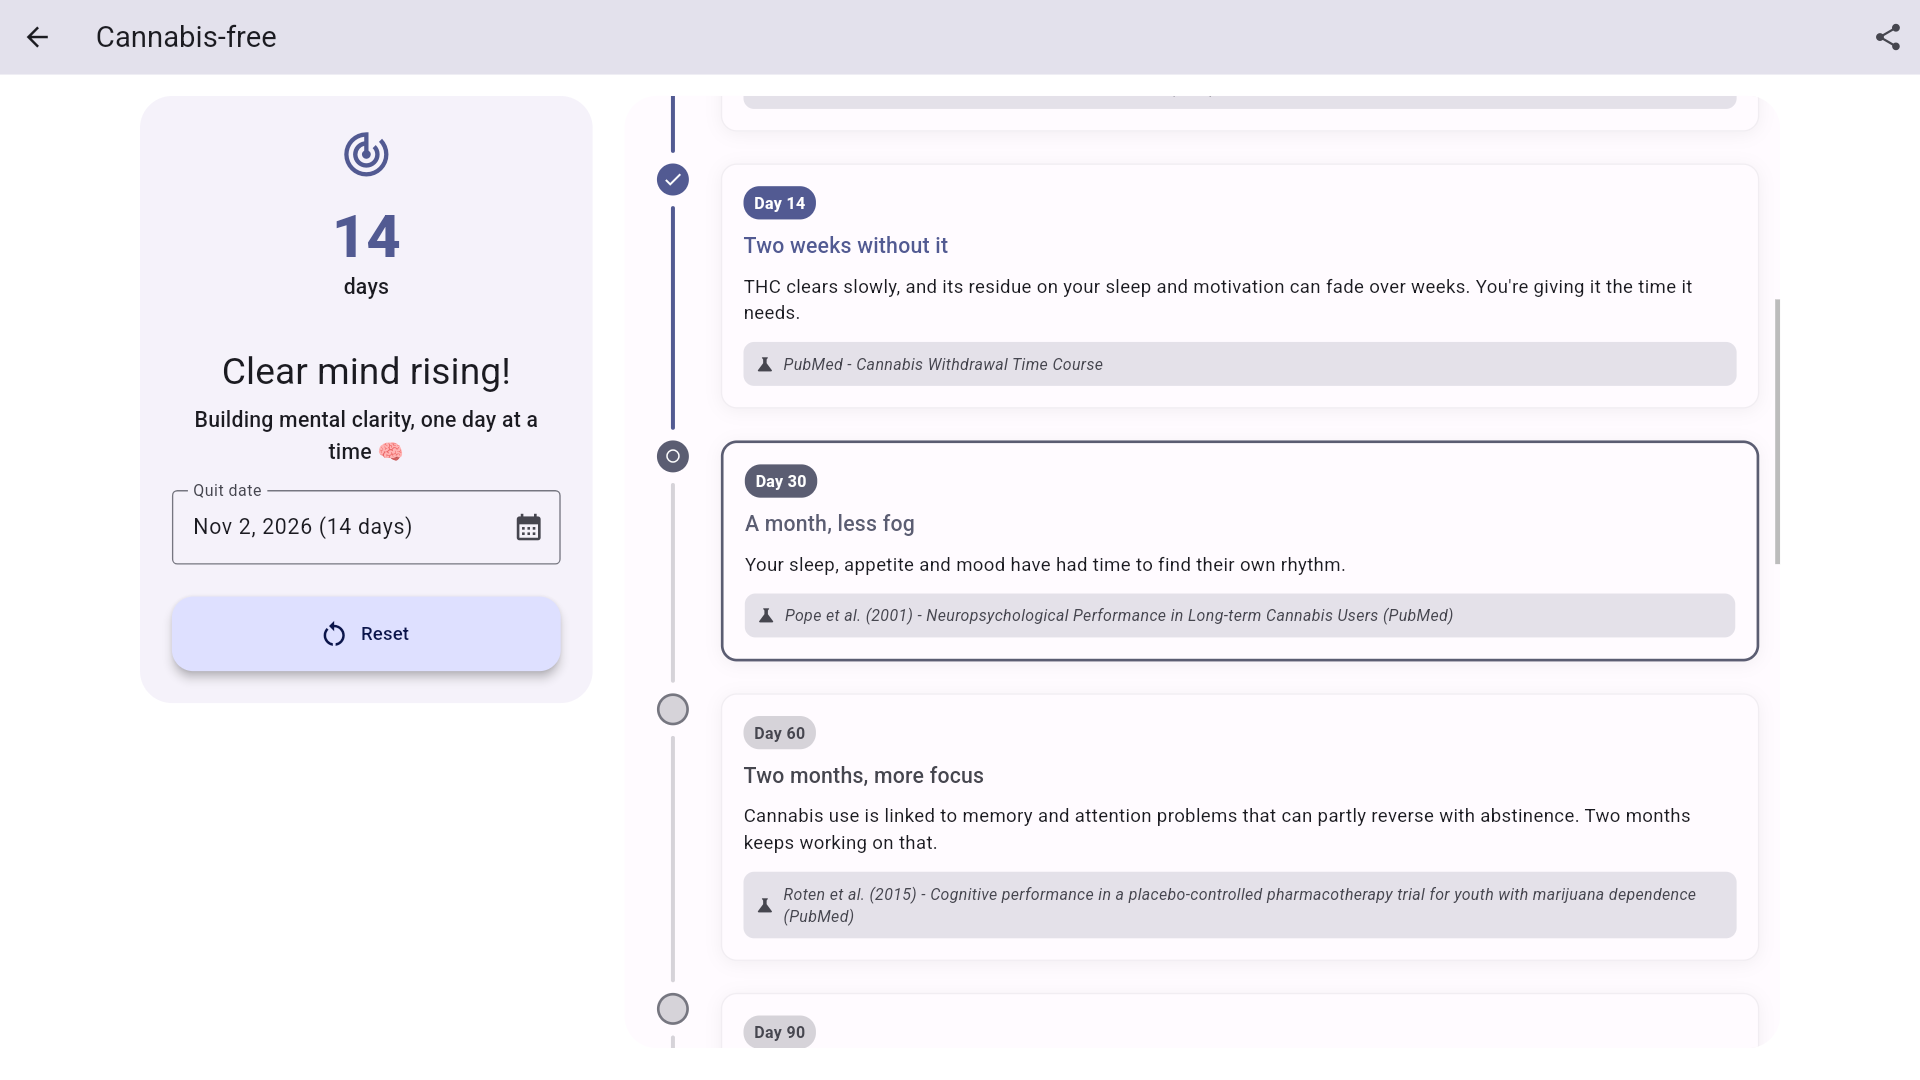 Cannabis-free
14
days
Clear mind rising!
Building mental clarity, one day at a
time 🧠
Quit date
Nov 2, 2026 (14 days)
Reset
Day 14
Two weeks without it
THC clears slowly, and its residue on your sleep and motivation can fade over weeks. You're giving it the time it
needs.
PubMed - Cannabis Withdrawal Time Course
Day 30
A month, less fog
Your sleep, appetite and mood have had time to find their own rhythm.
Pope et al. (2001) - Neuropsychological Performance in Long-term Cannabis Users (PubMed)
Day 60
Two months, more focus
Cannabis use is linked to memory and attention problems that can partly reverse with abstinence. Two months
keeps working on that.
Roten et al. (2015) - Cognitive performance in a placebo-controlled pharmacotherapy trial for youth with marijuana dependence
(PubMed)
Day 90